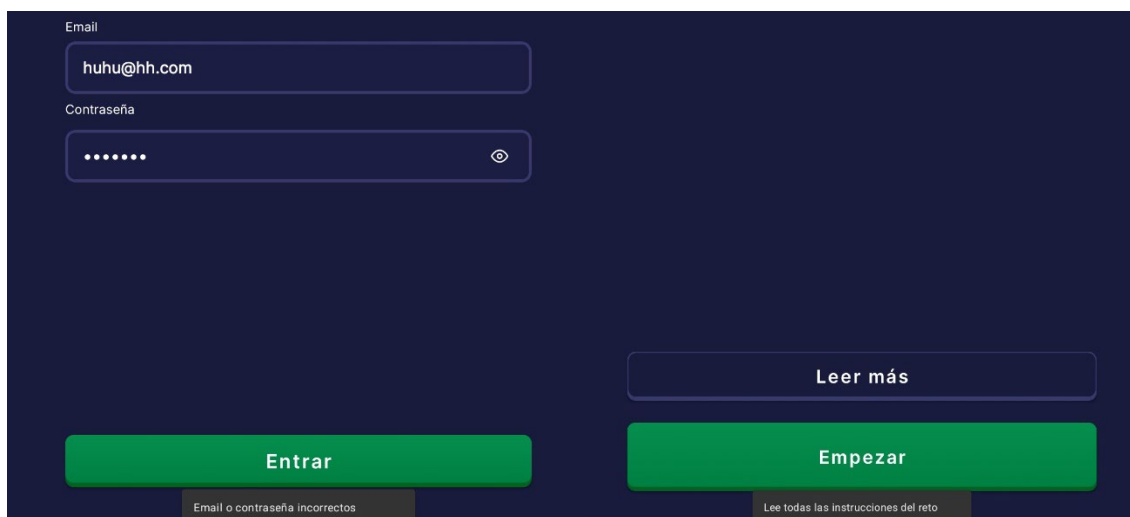 Email
huhu@hh.com
Contraseña
•••••••
Entrar
Email o contraseña incorrectos
Leer más
Empezar
Lee todas las instrucciones del reto